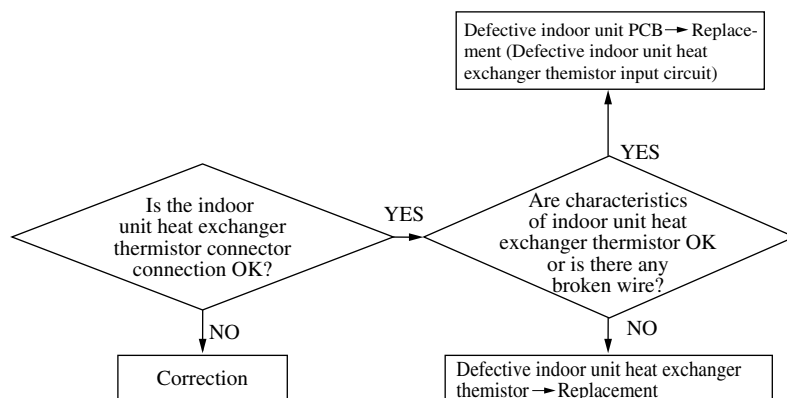 Defective indoor unit PCB → Replace-
ment (Defective indoor unit heat
exchanger themistor input circuit)
YES
Is the indoor
unit heat exchanger
thermistor connector
connection OK?
YES
Are characteristics
of indoor unit heat
exchanger thermistor OK
or is there any
broken wire?
NO
NO
Correction
Defective indoor unit heat exchanger
themistor → Replacement